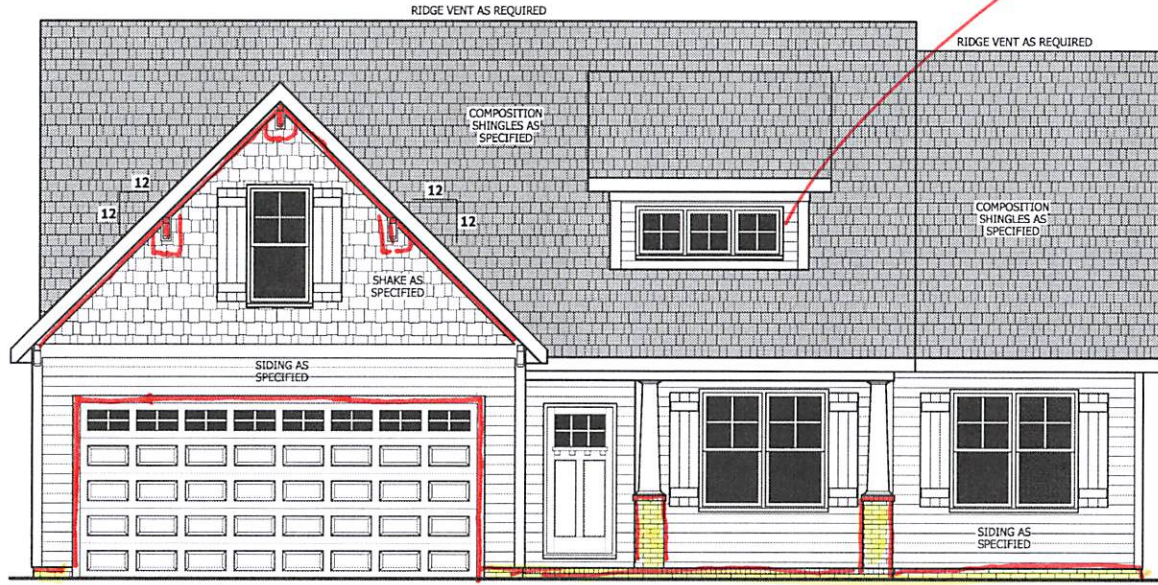 RIDGE VENT AS REQUIRED
RIDGE VENT AS REQUIRED
COMPOSITION
SHINGLES AS
SPECIFIED
12
12
12
12
COMPOSITION
SHINGLES AS
SPECIFIED
SHAKE AS
SPECIFIED
SIDING AS
SPECIFIED
SIDING AS
SPECIFIED